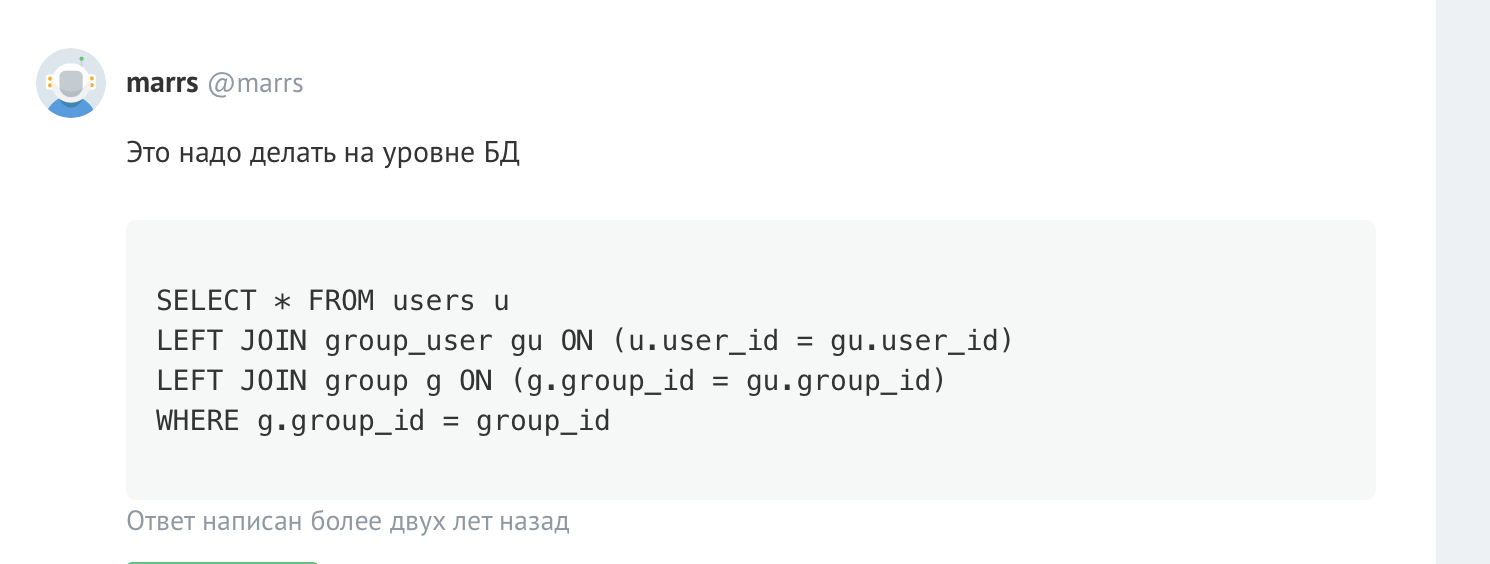 marrs @marrs
Это надо делать на уровне БД
SELECT * FROM users u
LEFT JOIN group_user gu ON (u.user_id = gu.user_id)
LEFT JOIN group g ON (g.group_id = gu.group_id)
WHERE g.group_id = group_id
Ответ написан более двух лет назад